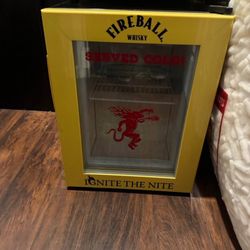 FIREBALL
WHISKY
SERVED COLD!
IGNITE THE NITE